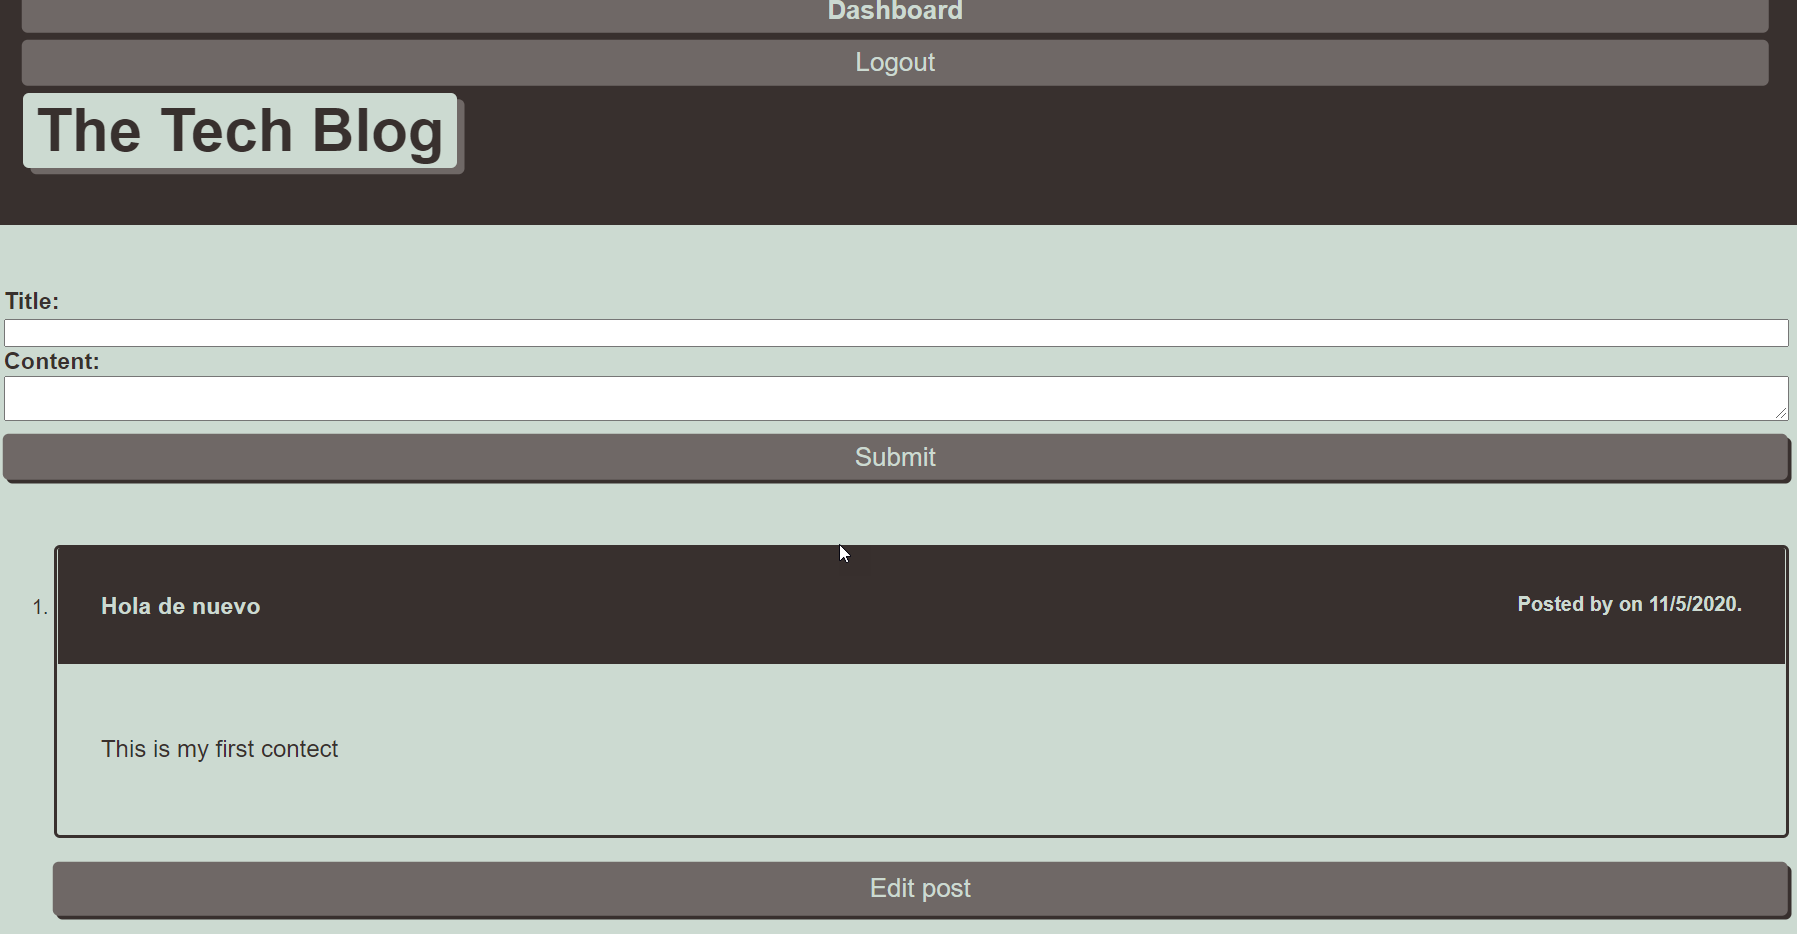 Dashboard
Logout
The Tech Blog
Title:
Content:
Submit
1. Hola de nuevo
Posted by on 11/5/2020.
This is my first contect
Edit post